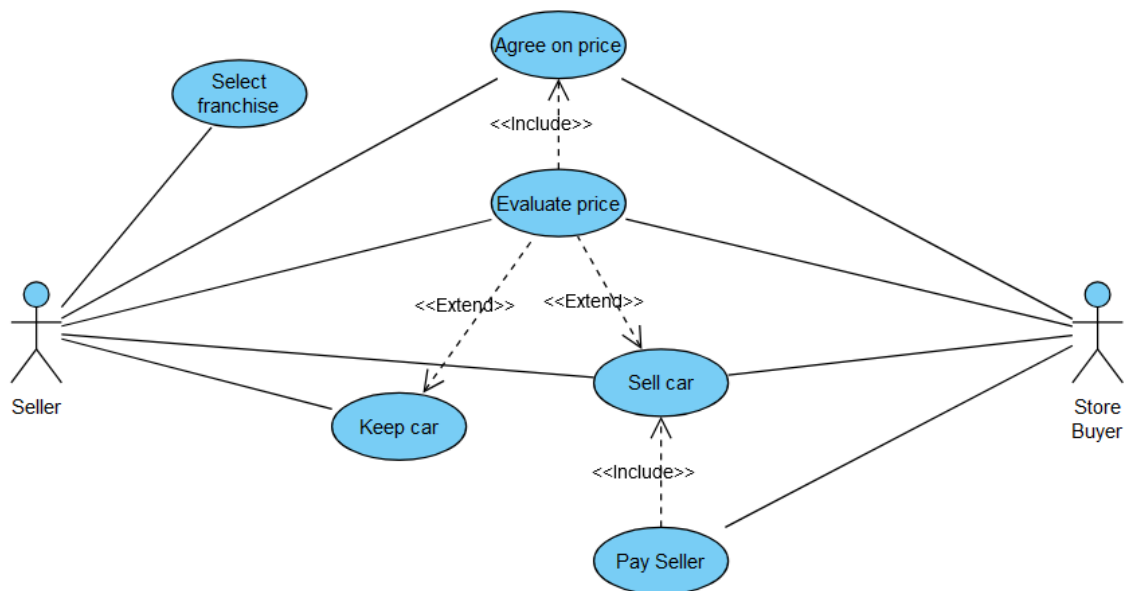 Agree on price
Select
franchise
<<Include>>
Evaluate price
<<Extend>>
<<Extend>>
Seller
Sell car
Keep car
Store
Buyer
<<Include>>
Pay Seller